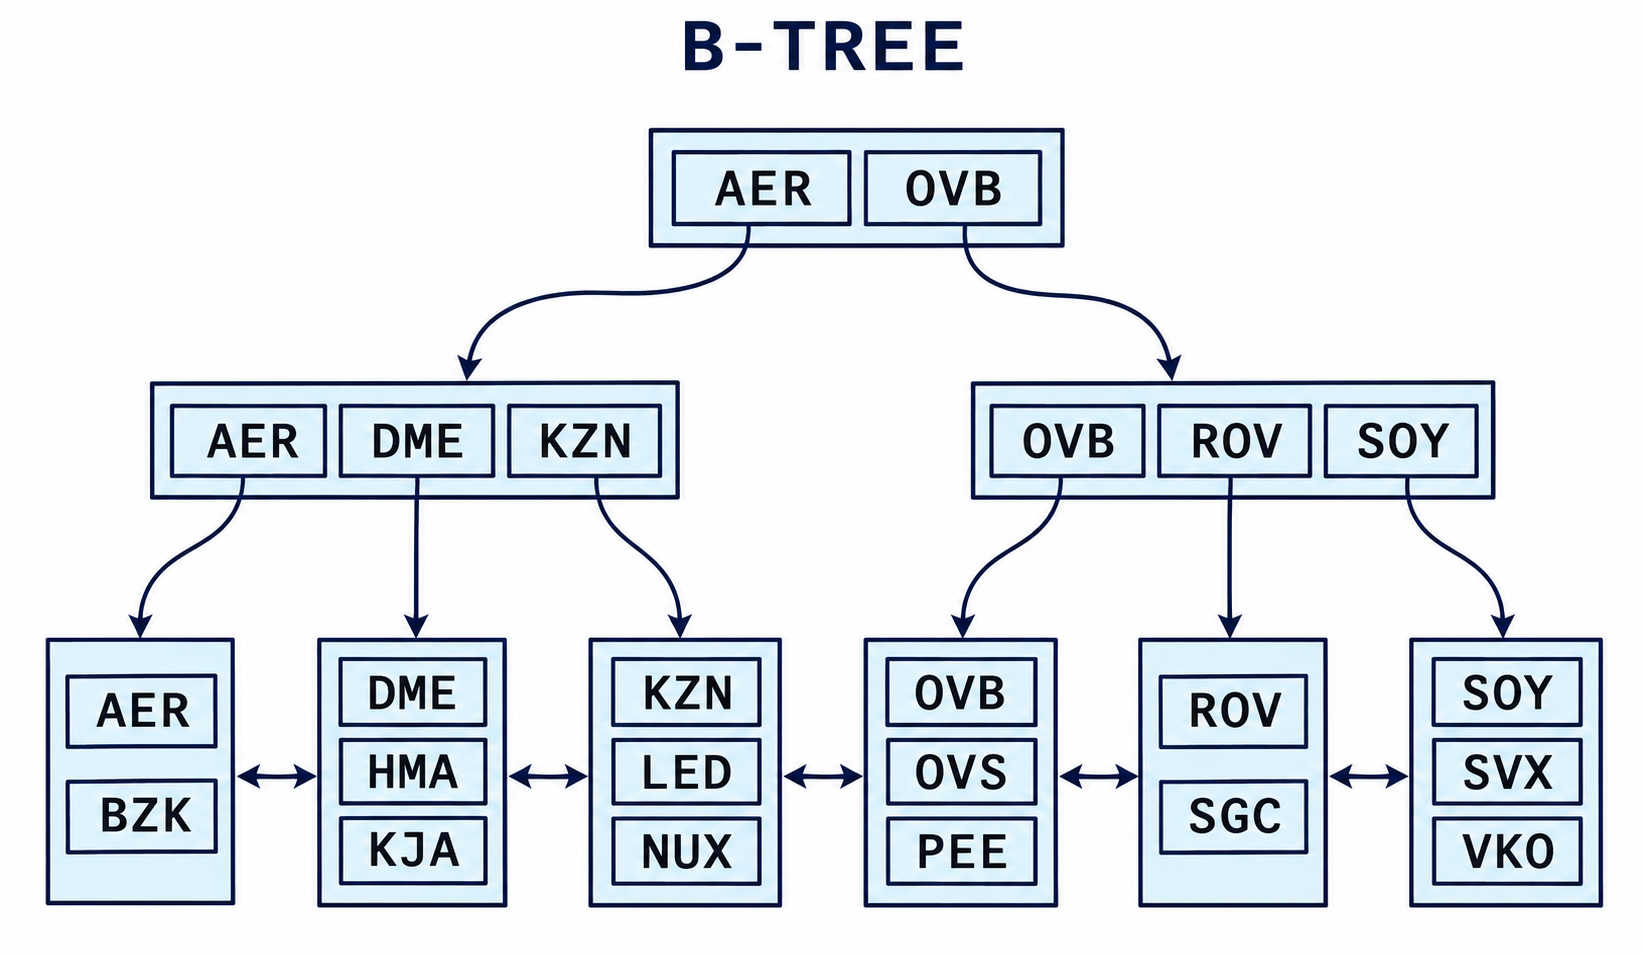 B-TREE
AER OVB
AER DME KZN
OVB ROV SOY
AER
BZK
DME
HMA
KJA
KZN
LED
NUX
OVB
OVS
PEE
ROV
SGC
SOY
SVX
VKO